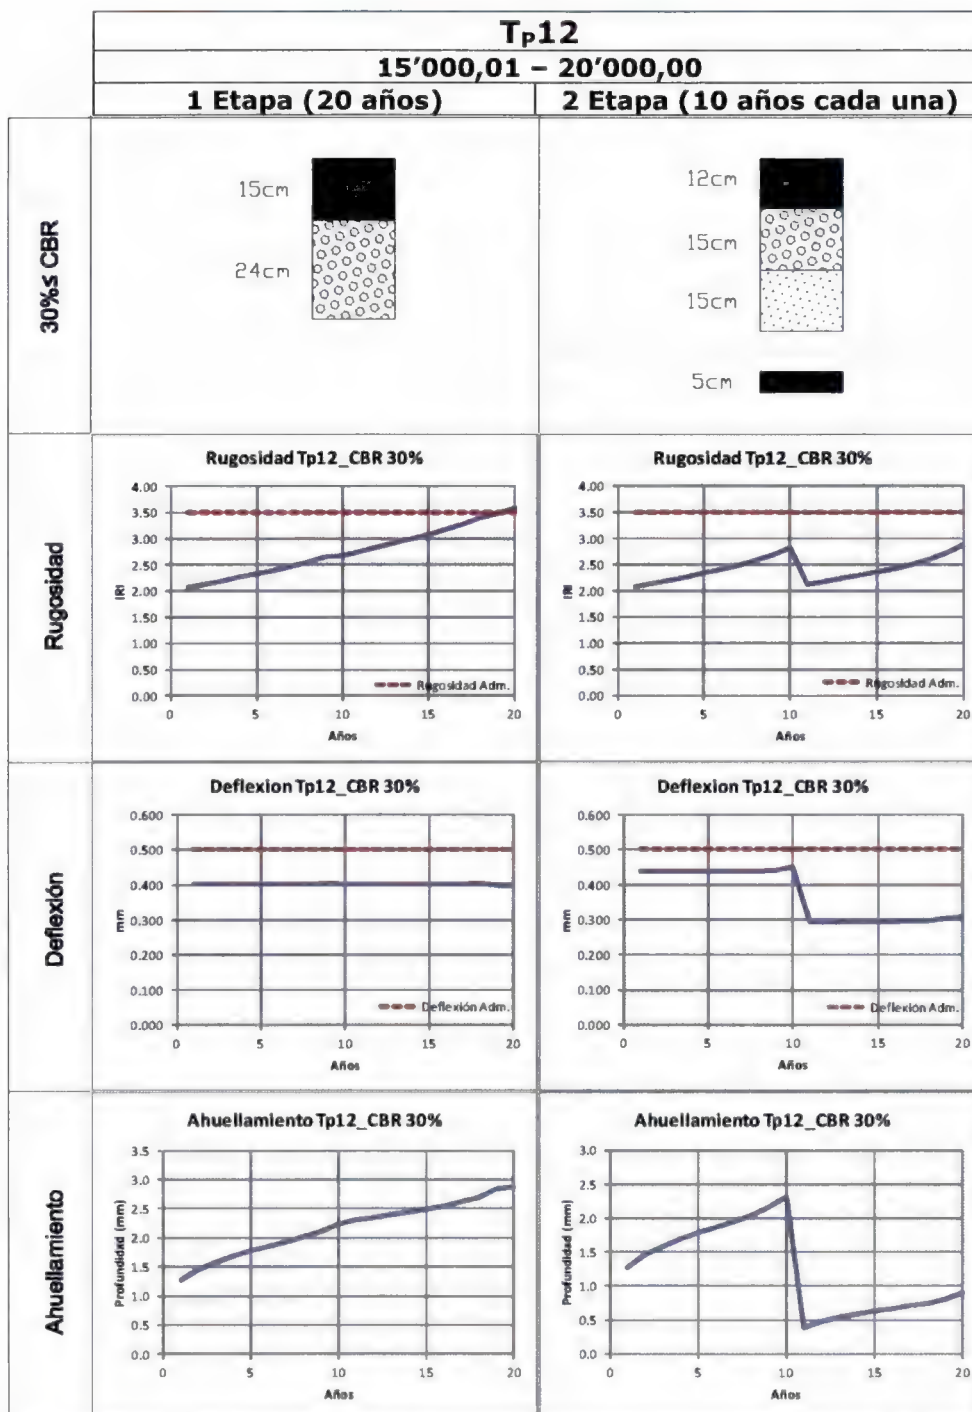 Tp12
15’000,01 – 20’000,00
1 Etapa (20 años)
2 Etapa (10 años cada una)
30%≤ CBR
15cm
24cm
12cm
15cm
15cm
5cm
Rugosidad
Rugosidad Tp12_CBR 30%
IRI
4.00
3.50
3.00
2.50
2.00
1.50
1.00
0.50
0.00
Rugosidad Adm.
0 5 10 15 20
Años
Rugosidad Tp12_CBR 30%
IRI
4.00
3.50
3.00
2.50
2.00
1.50
1.00
0.50
0.00
Rugosidad Adm.
0 5 10 15 20
Años
Deflexión
Deflexion Tp12_CBR 30%
mm
0.600
0.500
0.400
0.300
0.200
0.100
0.000
Deflexión Adm.
0 5 10 15 20
Años
Deflexion Tp12_CBR 30%
mm
0.600
0.500
0.400
0.300
0.200
0.100
0.000
Deflexión Adm.
0 5 10 15 20
Años
Ahuellamiento
Ahuellamiento Tp12_CBR 30%
Profundidad (mm)
3.5
3.0
2.5
2.0
1.5
1.0
0.5
0.0
0 5 10 15 20
Años
Ahuellamiento Tp12_CBR 30%
Profundidad (mm)
3.0
2.5
2.0
1.5
1.0
0.5
0.0
0 5 10 15 20
Años